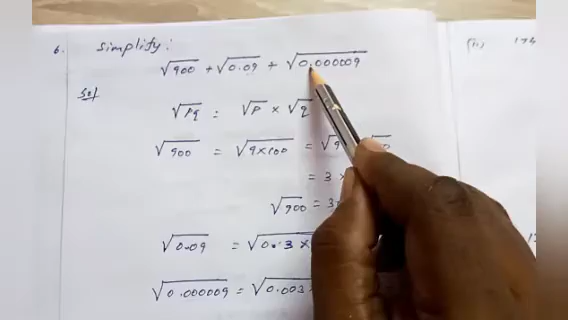 6. Simplify:
√900 + √0.09 + √0.000009
Sol
√pq = √p × √q
√900 = √9×100 = √9
= 3 ×
√900 = 3
√0.09 = √0.3 ×
√0.000009 = √0.003 ×
(ii)